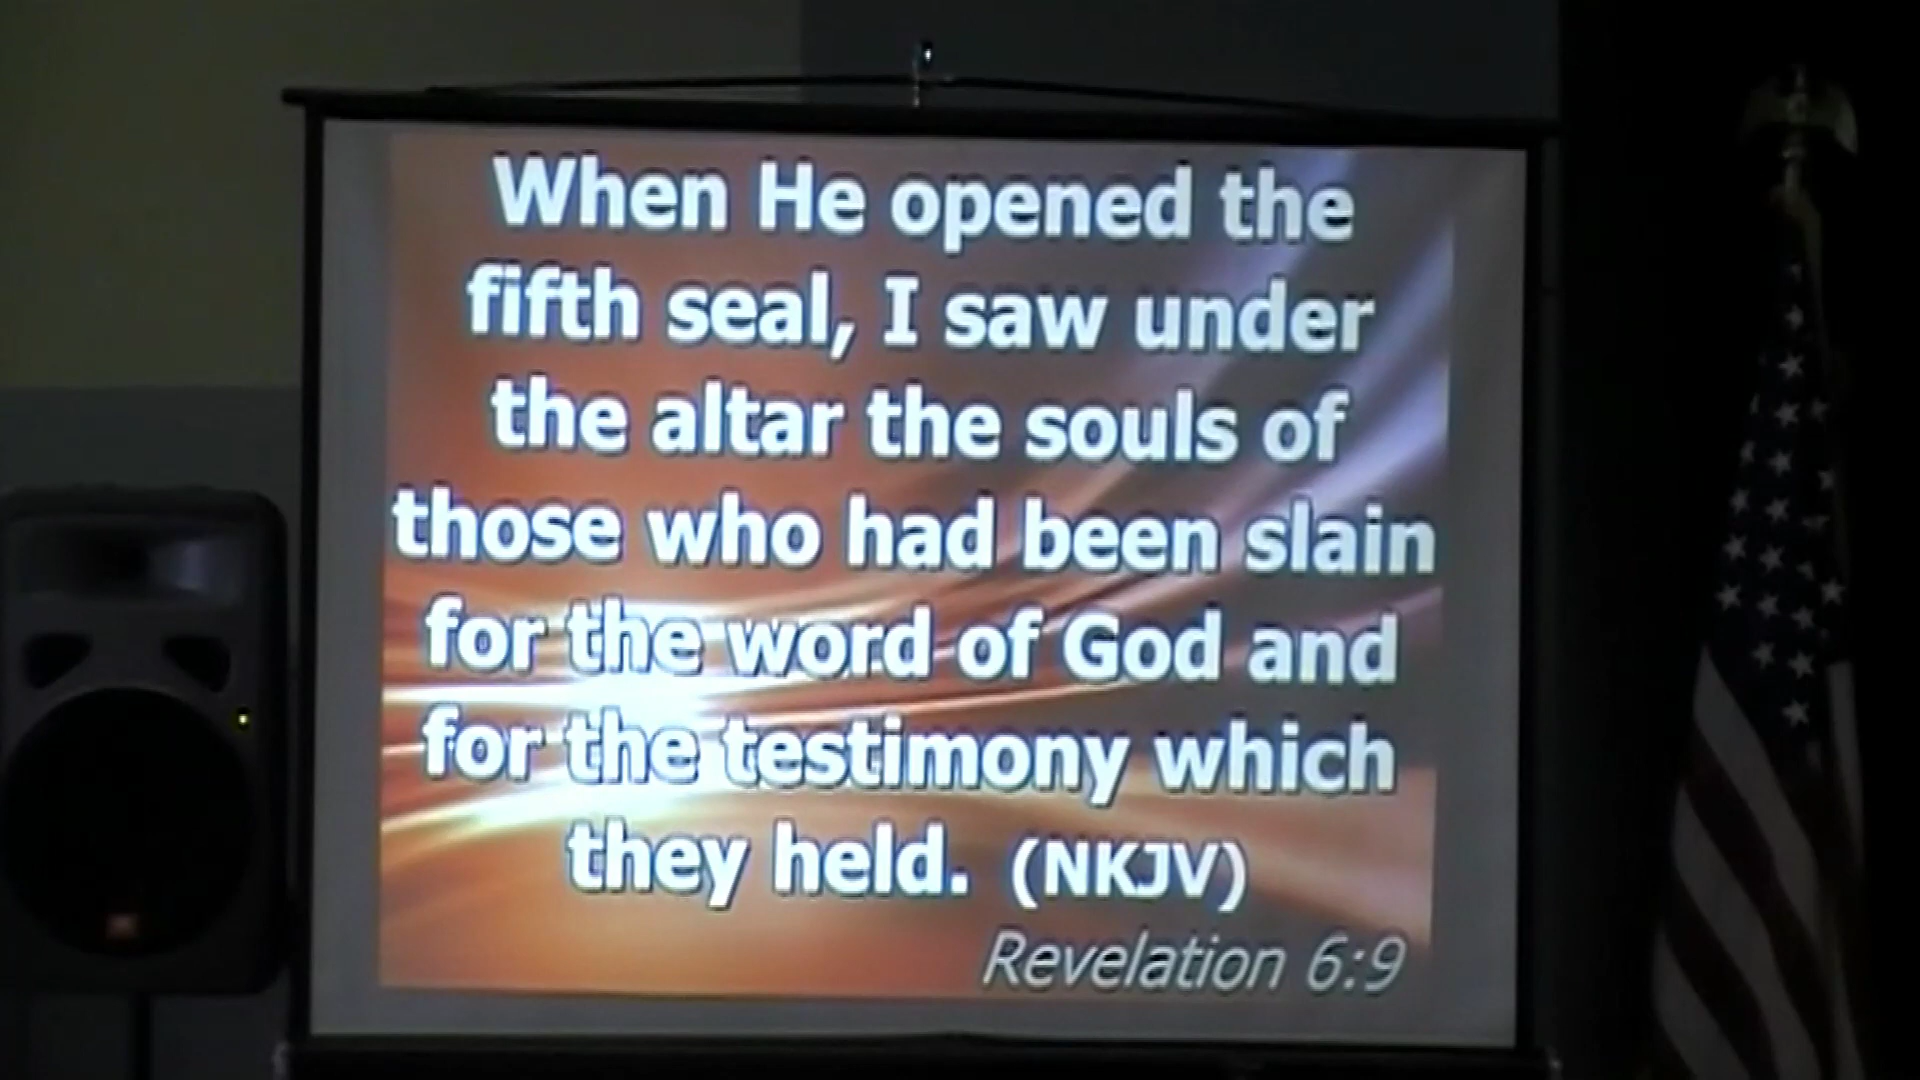 When He opened the
fifth seal, I saw under
the altar the souls of
those who had been slain
for the word of God and
for the testimony which
they held. (NKJV)
Revelation 6:9